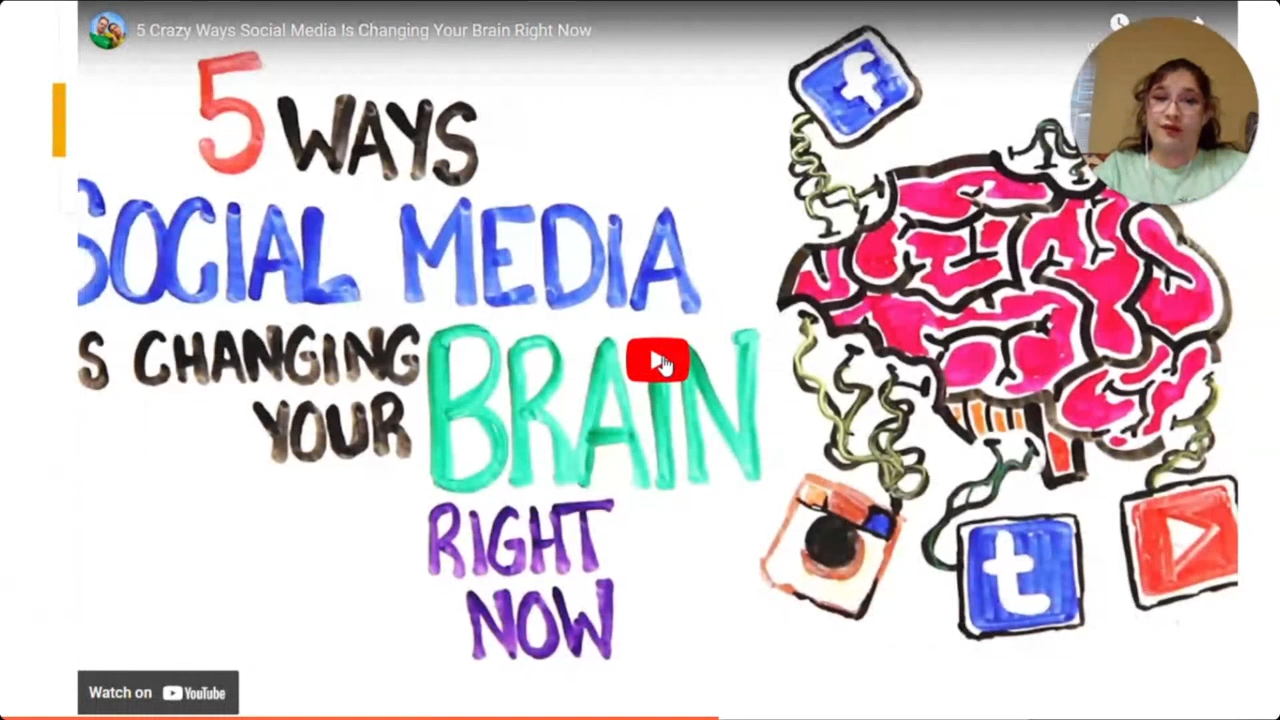 5 Crazy Ways Social Media Is Changing Your Brain Right Now
5 WAYS
SOCIAL MEDIA
S CHANGING
YOUR BRAIN
RIGHT
NOW
f
t
Watch on YouTube